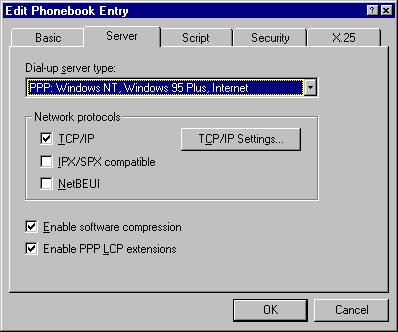 Edit Phonebook Entry
Basic Server Script Security X.25
Dial-up server type:
PPP: Windows NT, Windows 95 Plus, Internet
Network protocols
TCP/IP TCP/IP Settings...
IPX/SPX compatible
NetBEUI
Enable software compression
Enable PPP LCP extensions
OK Cancel